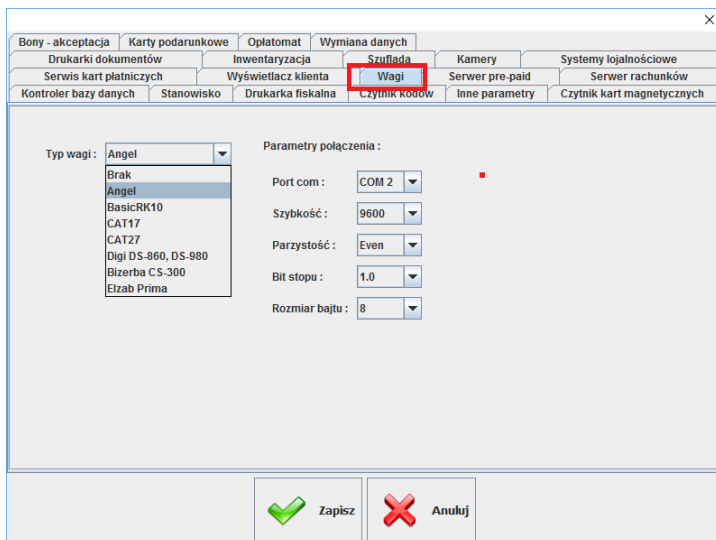 Bony - akceptacja Karty podarunkowe Opłatomat Wymiana danych
Drukarki dokumentów Inwentaryzacja Szuflada Kamery Systemy lojalnościowe
Serwis kart płatniczych Wyświetlacz klienta Wagi Serwer pre-paid Serwer rachunków
Kontroler bazy danych Stanowisko Drukarka fiskalna Czytnik kodów Inne parametry Czytnik kart magnetycznych
Typ wagi : Angel
Brak
Angel
BasicRK10
CAT17
CAT27
Digi DS-860, DS-980
Bizerba CS-300
Elzab Prima
Parametry połączenia :
Port com : COM 2
Szybkość : 9600
Parzystość : Even
Bit stopu : 1.0
Rozmiar bajtu : 8
Zapisz Anuluj